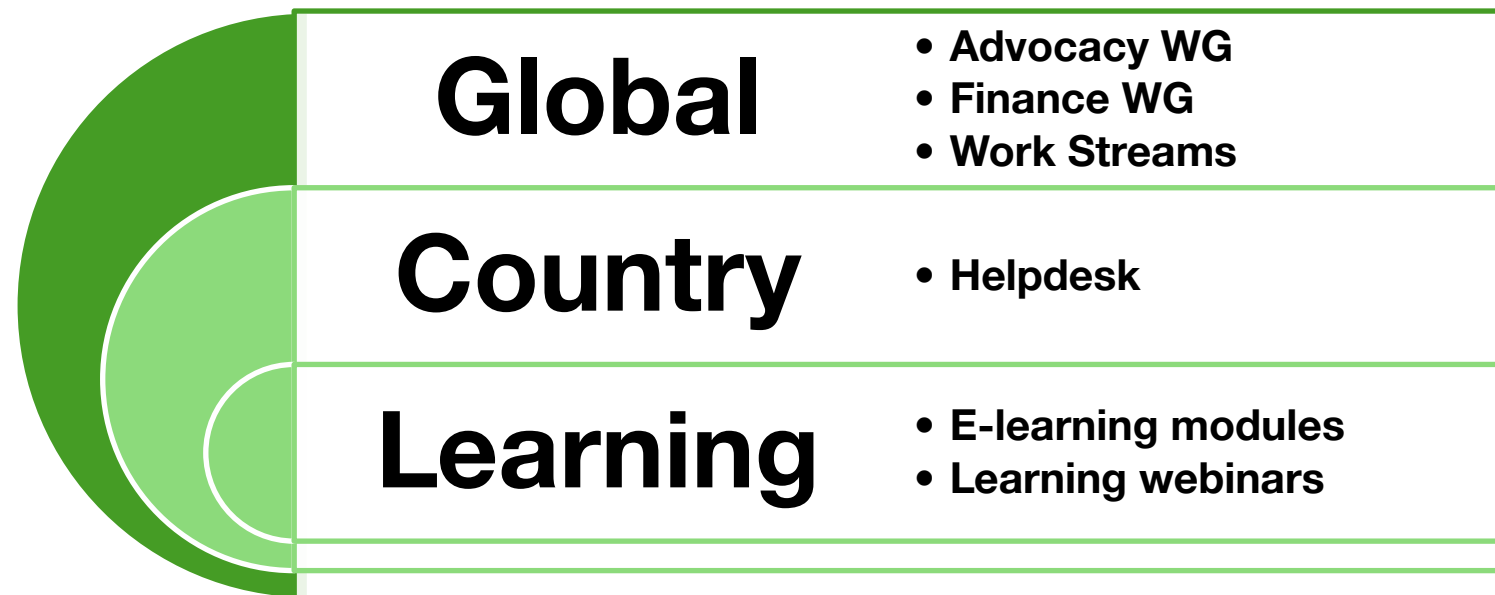 Global
• Advocacy WG
• Finance WG
• Work Streams
Country
• Helpdesk
Learning
• E-learning modules
• Learning webinars